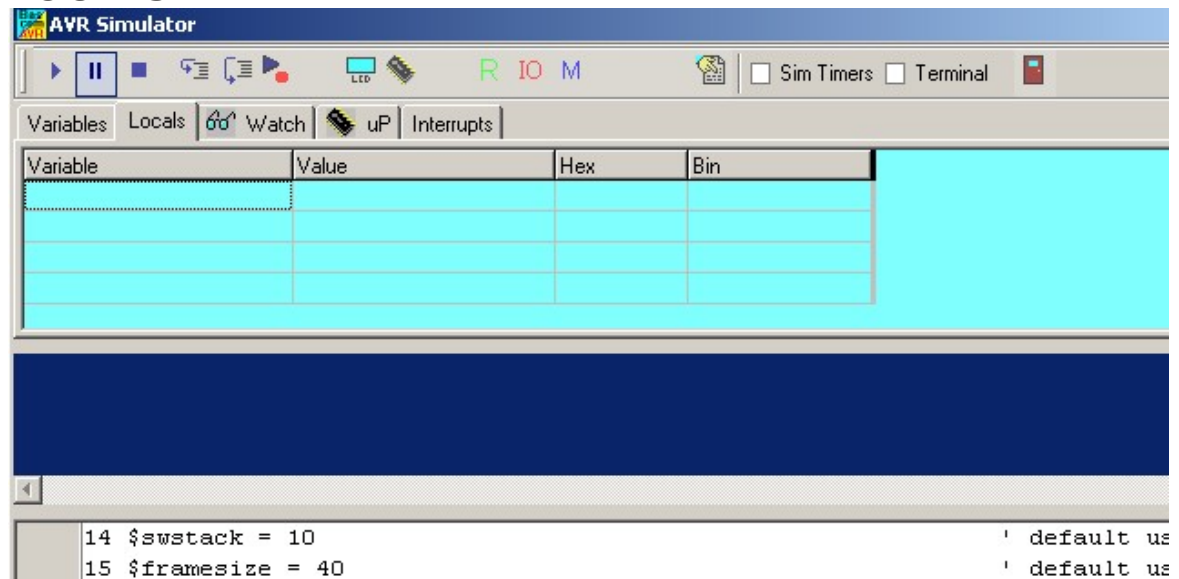 AVR Simulator
LCD R IO M Sim Timers Terminal
Variables Locals Watch uP Interrupts
Variable Value Hex Bin
14 $swstack = 10 ' default us
15 $framesize = 40 ' default us